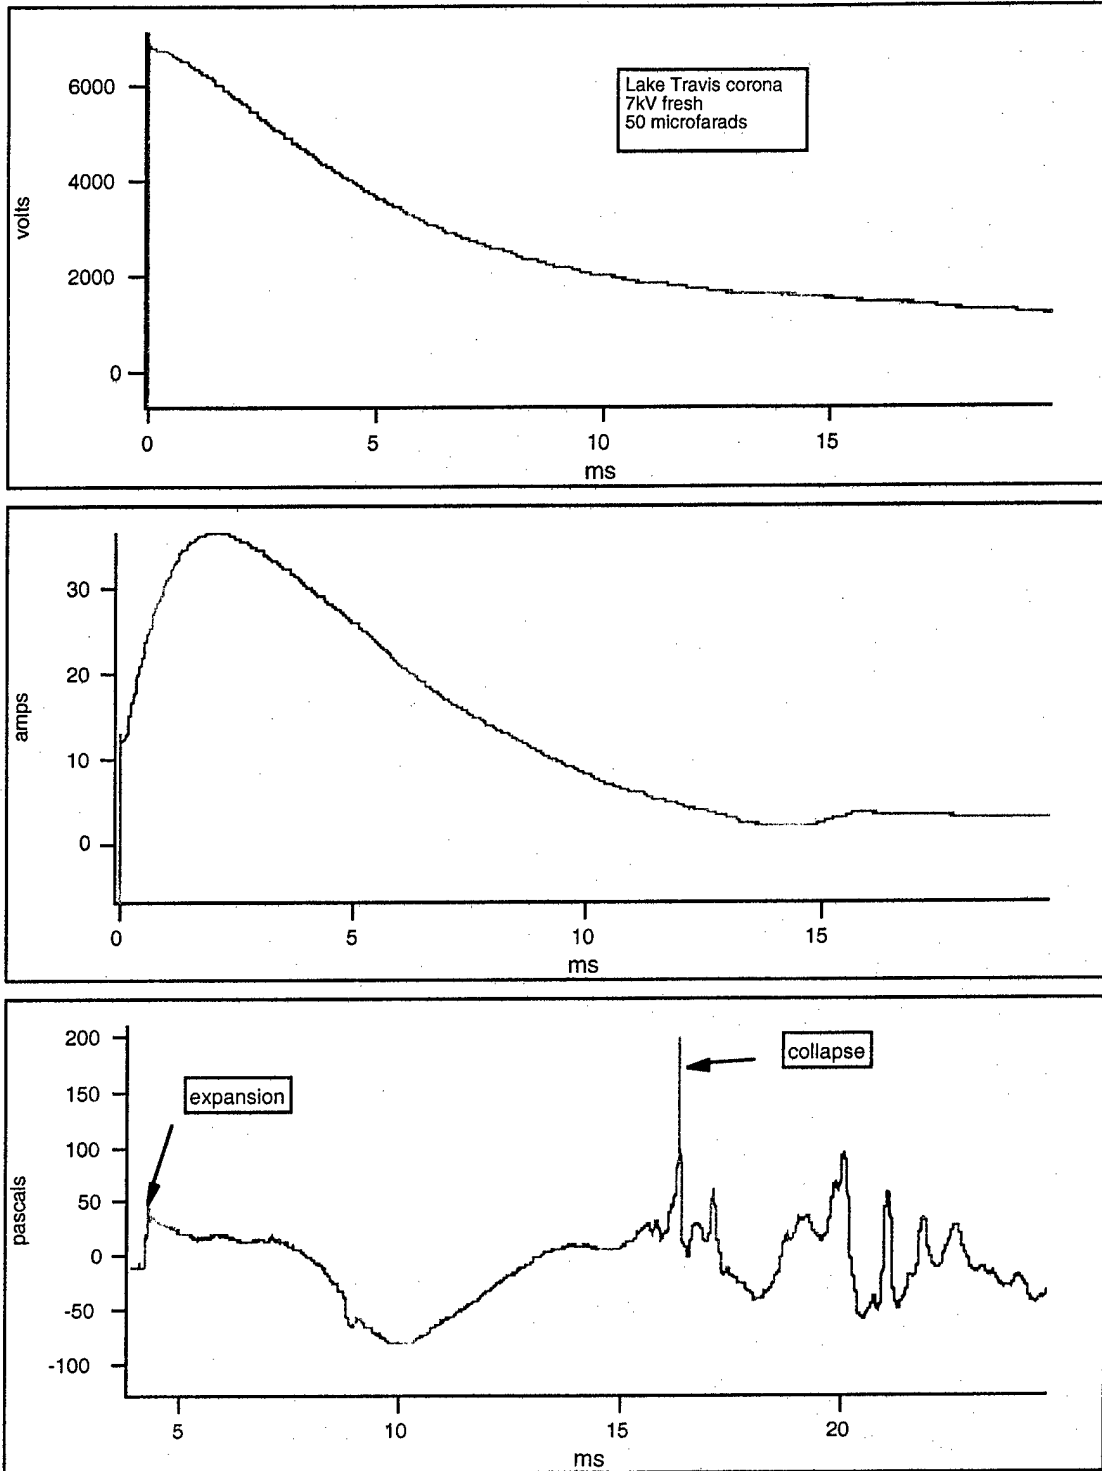 6000
4000
2000
0
volts
Lake Travis corona
7kV fresh
50 microfarads
0 5 10 15
ms
30
20
10
0
amps
0 5 10 15
ms
200
150
100
50
0
-50
-100
pascals
expansion
collapse
5 10 15 20
ms